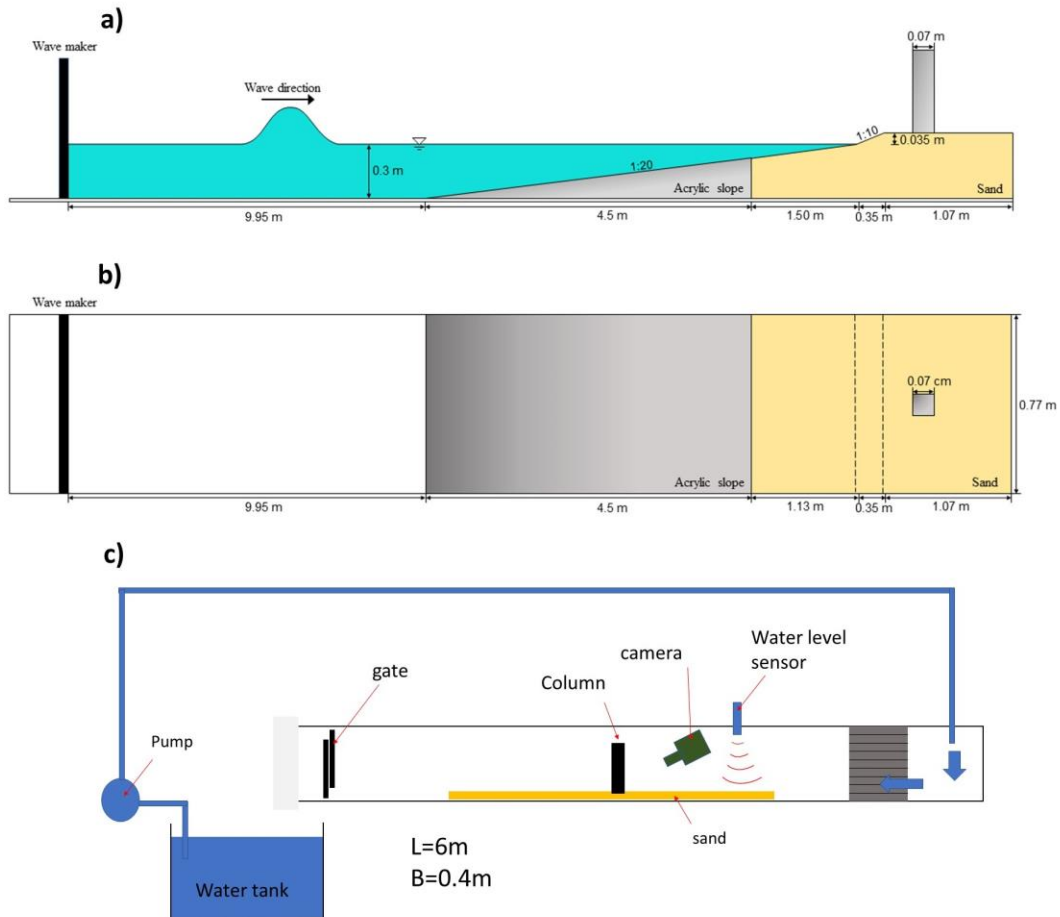 a)
Wave maker
Wave direction
0.07 m
0.3 m
1:20
1:10
0.035 m
Acrylic slope
Sand
9.95 m
4.5 m
1.50 m
0.35 m
1.07 m
b)
Wave maker
0.07 cm
0.77 m
Acrylic slope
Sand
9.95 m
4.5 m
1.13 m
0.35 m
1.07 m
c)
Water level
sensor
camera
gate
Column
Pump
sand
L=6m
B=0.4m
Water tank